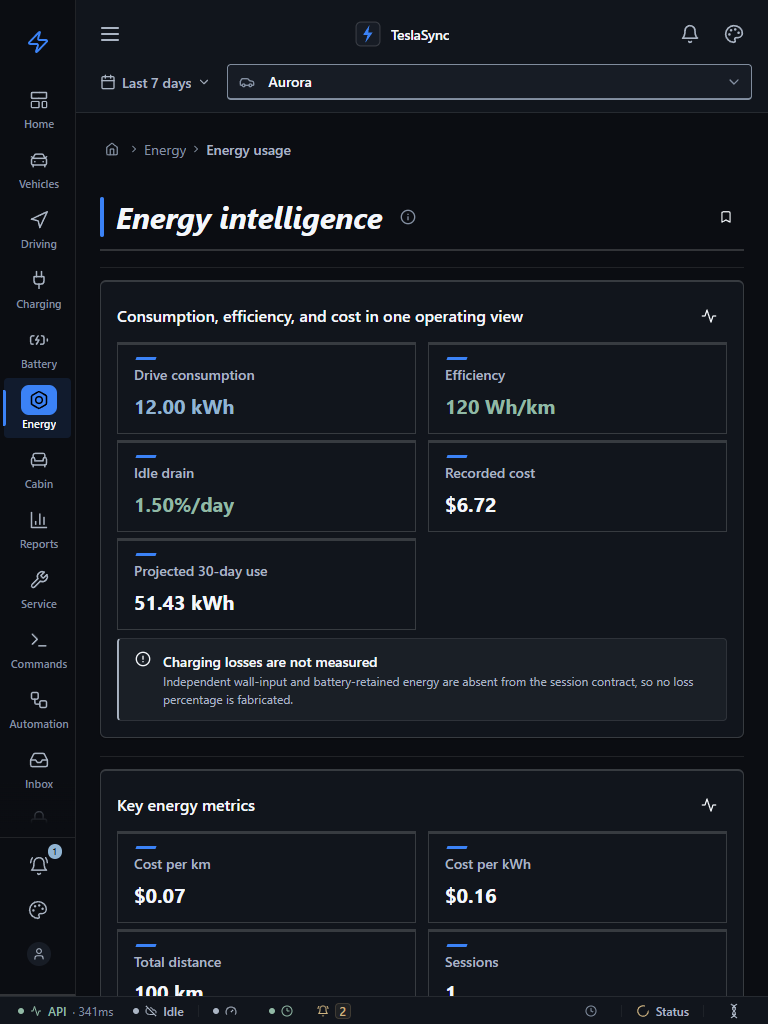 TeslaSync
Last 7 days
Aurora
Home
Vehicles
Driving
Charging
Battery
Energy
Cabin
Reports
Service
Commands
Automation
Inbox
1
Energy
Energy usage
Energy intelligence
Consumption, efficiency, and cost in one operating view
Drive consumption
12.00 kWh
Efficiency
120 Wh/km
Idle drain
1.50%/day
Recorded cost
$6.72
Projected 30-day use
51.43 kWh
Charging losses are not measured
Independent wall-input and battery-retained energy are absent from the session contract, so no loss
percentage is fabricated.
Key energy metrics
Cost per km
$0.07
Cost per kWh
$0.16
Total distance
100 km
Sessions
1
API · 341ms
Idle
2
Status